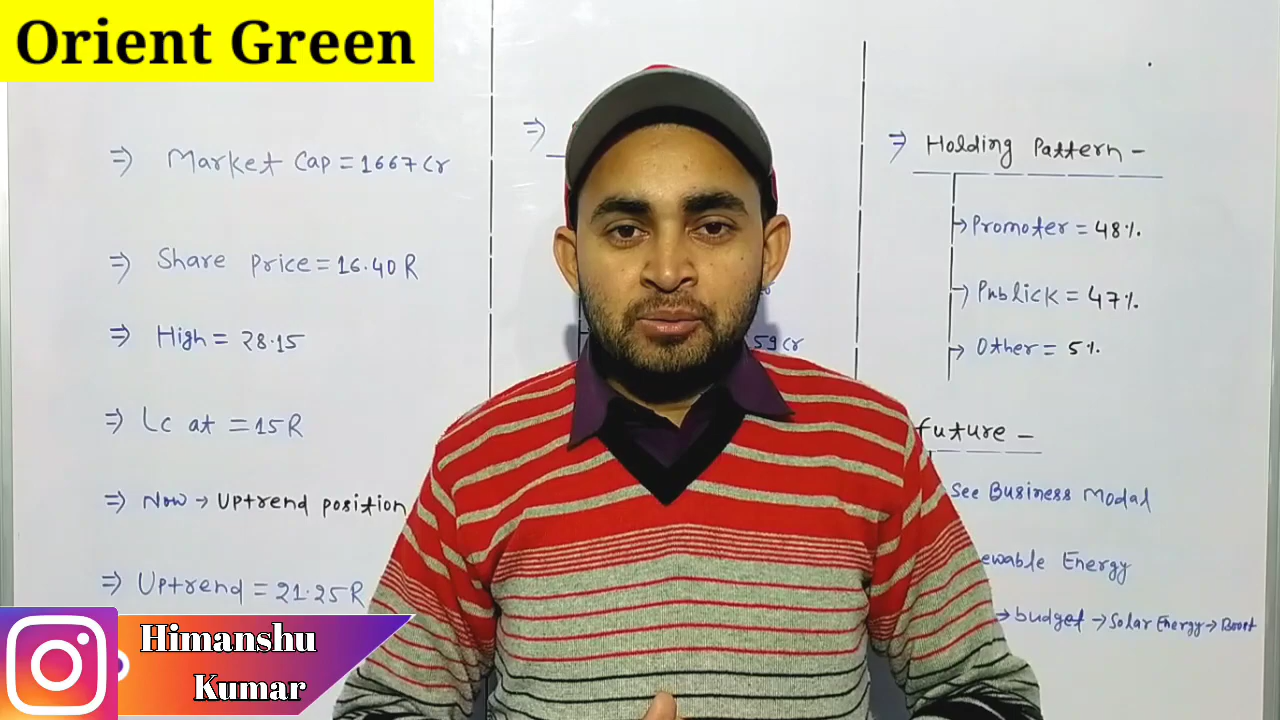 Orient Green
⇒ Market Cap = 1667 Cr
⇒ Share price = 16.40 R
⇒ High = 28.15
⇒ Lc at = 15 R
⇒ Now → Uptrend position
⇒ Uptrend = 21.25 R
⇒
59 Cr
⇒ Holding Pattern -
→ Promoter = 48%.
→ Publick = 47%.
→ Other = 5%.
future -
See Business Modal
ewable Energy
→ budget → Solar Energy → Boost
Himanshu
Kumar